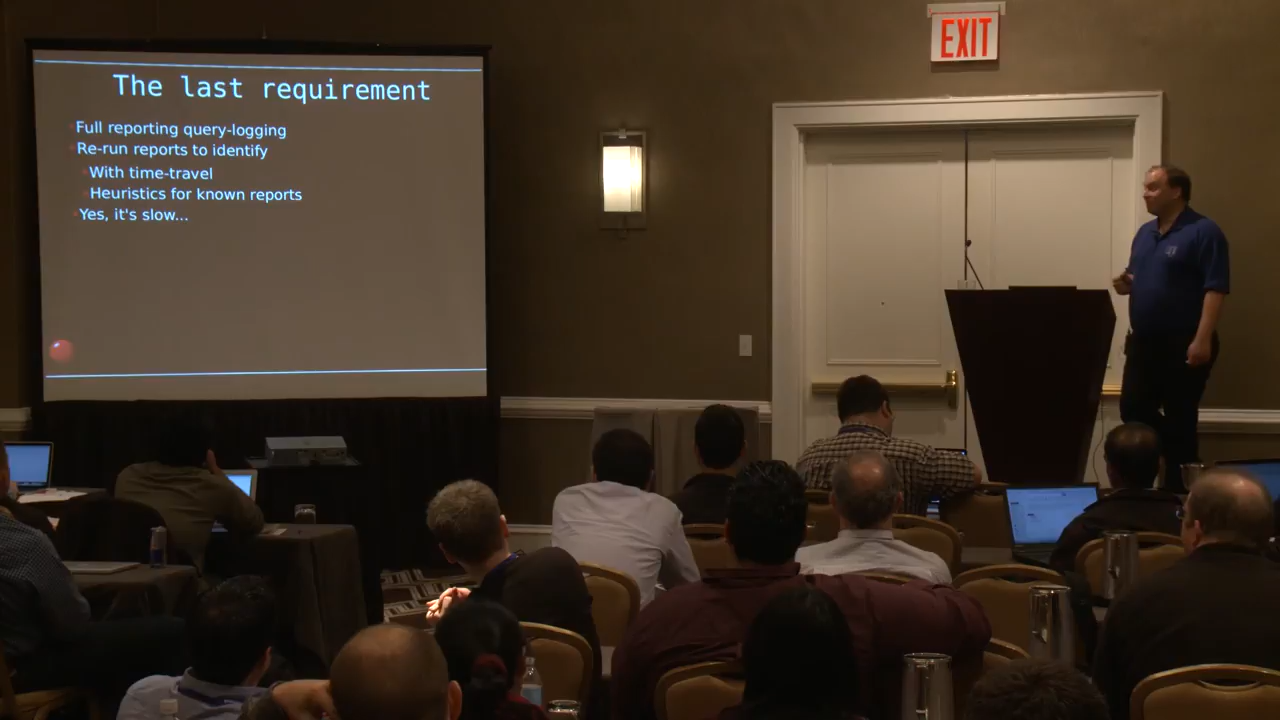 The last requirement
Full reporting query-logging
Re-run reports to identify
With time-travel
Heuristics for known reports
Yes, it's slow...
EXIT